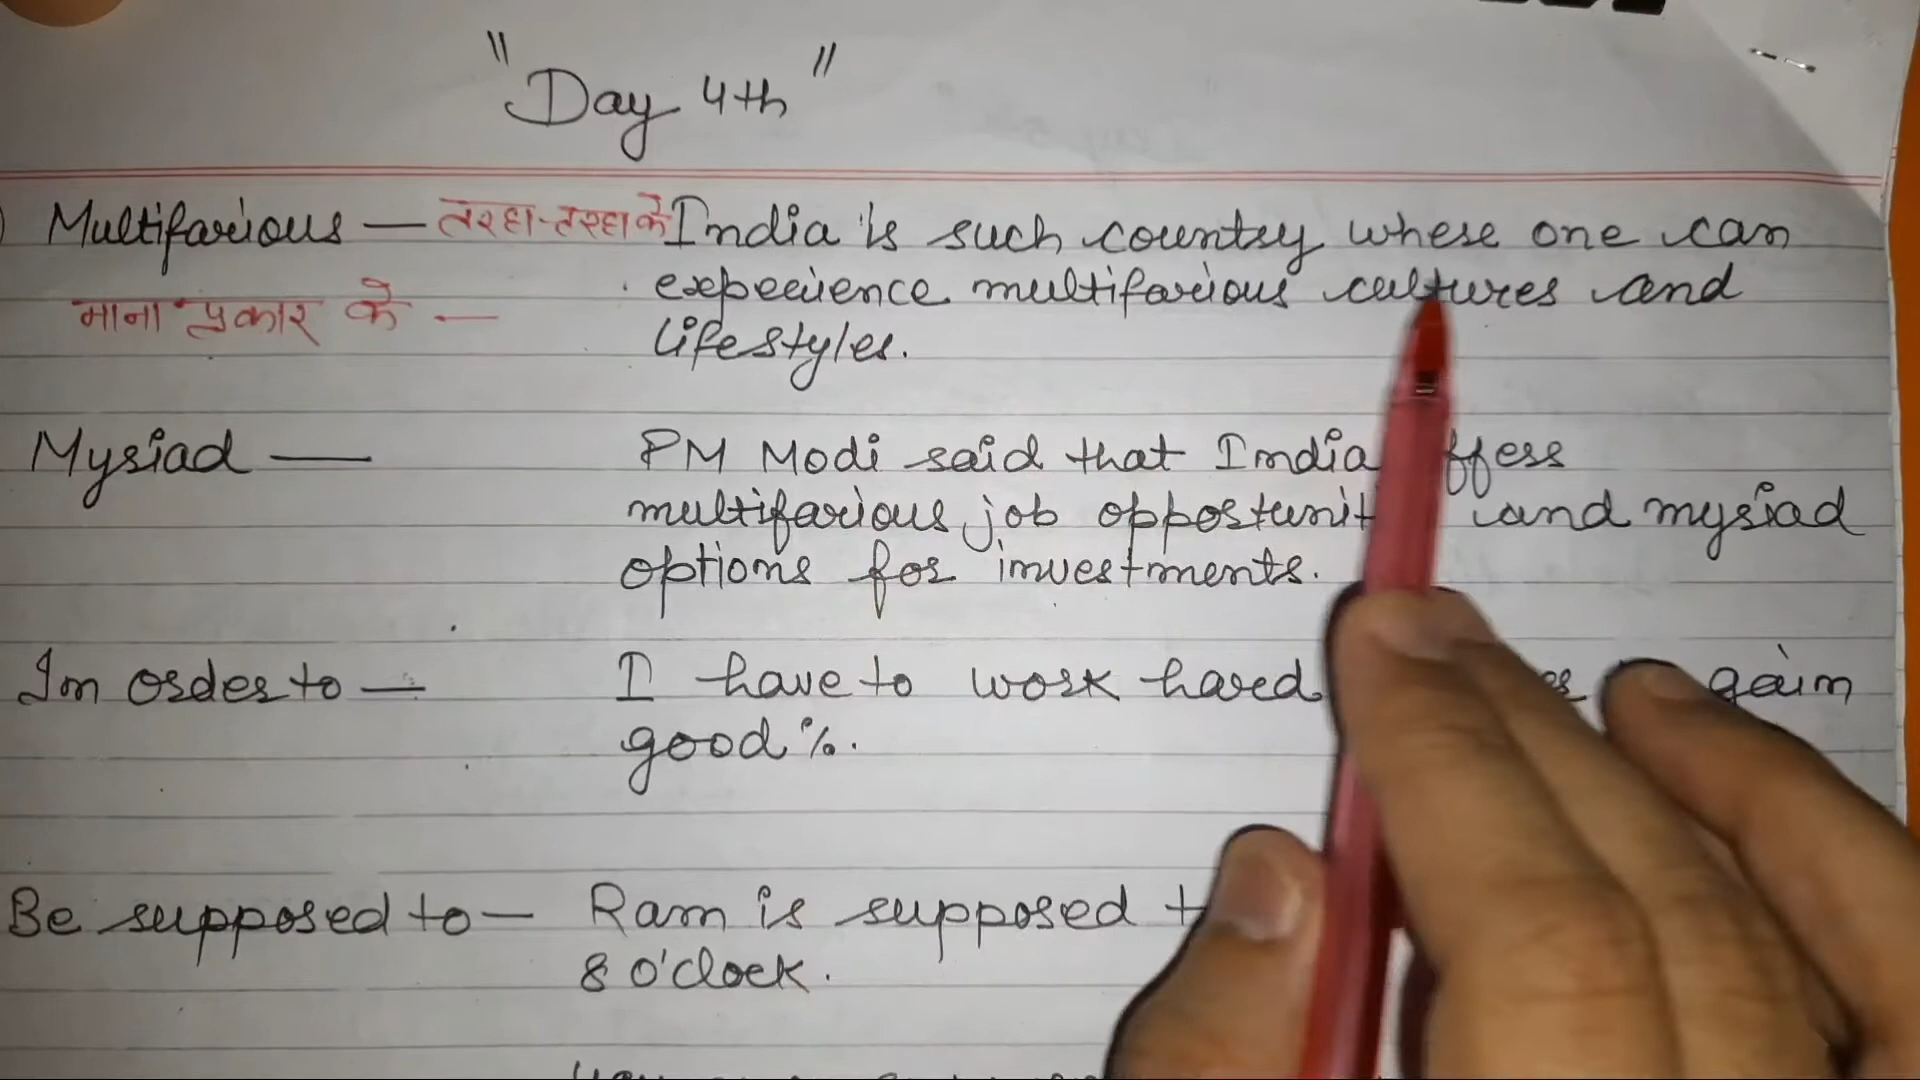 "Day 4th"
Multifarious — तरहा-तरहा के India is such country where one can
माना प्रकार के — experience multifarious cultures and
lifestyles.
Myriad — PM Modi said that India offers
multifarious job opportunit and myriad
options for investments.
In order to — I have to work hard gain
good %.
Be supposed to — Ram is supposed t
8 o'clock.